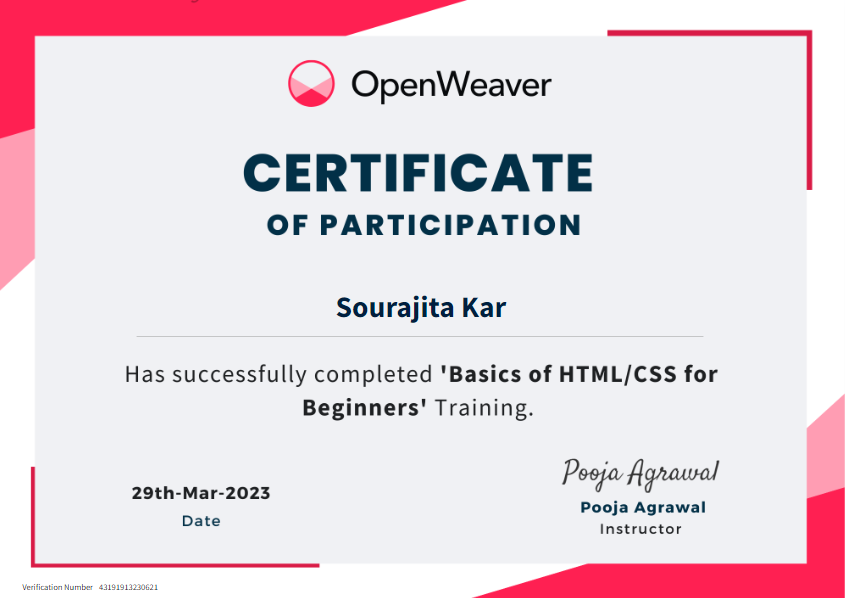 OpenWeaver
CERTIFICATE
OF PARTICIPATION
Sourajita Kar
Has successfully completed 'Basics of HTML/CSS for
Beginners' Training.
Pooja Agrawal
29th-Mar-2023
Pooja Agrawal
Date
Instructor
Verification Number 43191913230621